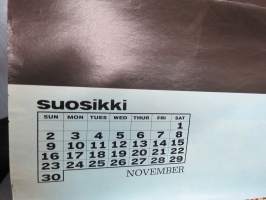 suosikki
SUN MON TUES WED THUR FRI SAT
1
2 3 4 5 6 7 8
9 10 11 12 13 14 15
16 17 18 19 20 21 22
23 24 25 26 27 28 29
30 NOVEMBER